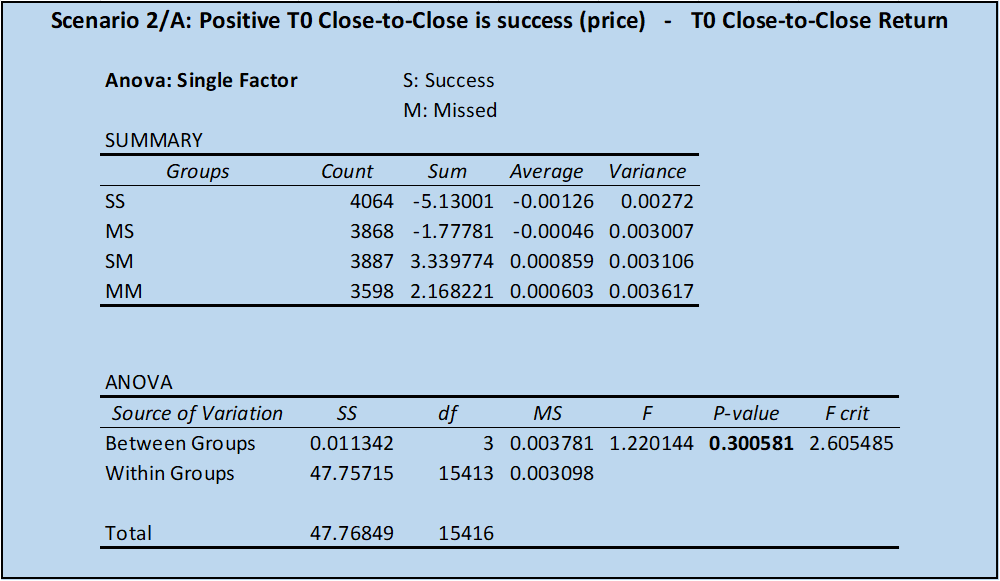 Scenario 2/A: Positive T0 Close-to-Close is success (price) - T0 Close-to-Close Return
Anova: Single Factor S: Success
M: Missed
SUMMARY
Groups Count Sum Average Variance
SS 4064 -5.13001 -0.00126 0.00272
MS 3868 -1.77781 -0.00046 0.003007
SM 3887 3.339774 0.000859 0.003106
MM 3598 2.168221 0.000603 0.003617
ANOVA
Source of Variation SS df MS F P-value F crit
Between Groups 0.011342 3 0.003781 1.220144 0.300581 2.605485
Within Groups 47.75715 15413 0.003098
Total 47.76849 15416